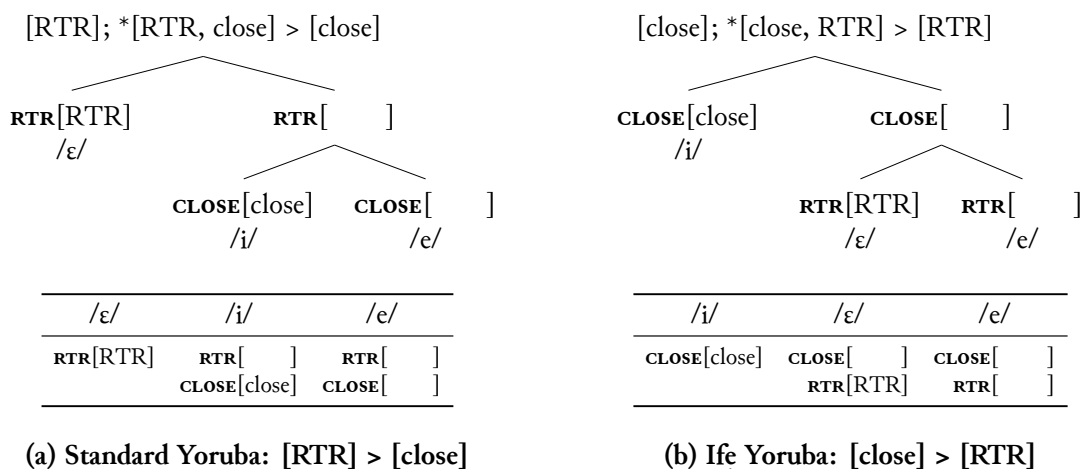 [RTR]; *[RTR, close] > [close]
RTR[RTR] RTR[ ]
/ɛ/
CLOSE[close] CLOSE[ ]
/i/ /e/
/ɛ/ /i/ /e/
RTR[RTR] RTR[ ] RTR[ ]
CLOSE[close] CLOSE[ ]
(a) Standard Yoruba: [RTR] > [close]
[close]; *[close, RTR] > [RTR]
CLOSE[close] CLOSE[ ]
/i/
RTR[RTR] RTR[ ]
/ɛ/ /e/
/i/ /ɛ/ /e/
CLOSE[close] CLOSE[ ] CLOSE[ ]
RTR[RTR] RTR[ ]
(b) Ifẹ Yoruba: [close] > [RTR]